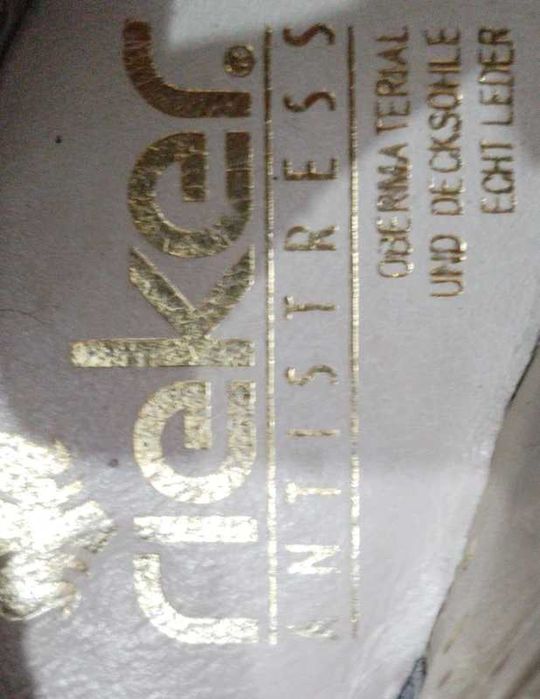 rieker®
ANTISTRESS
OBERMATERIAL
UND DECKSOHLE
ECHT LEDER